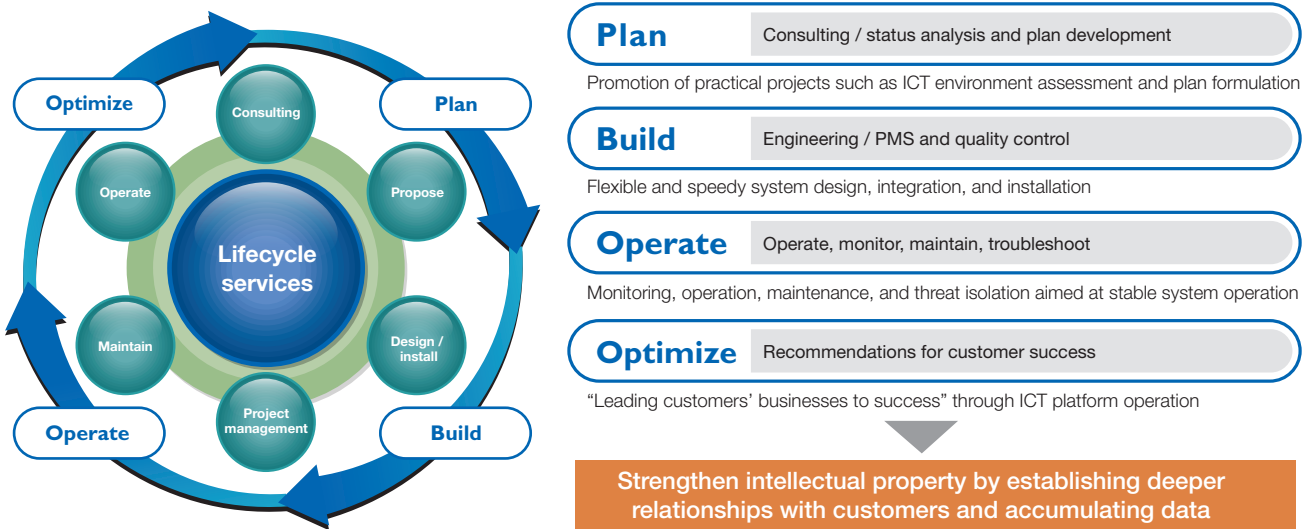 Optimize
Plan
Consulting
Operate
Propose
Lifecycle
services
Maintain
Design /
install
Project
management
Operate
Build
Plan
Consulting / status analysis and plan development
Promotion of practical projects such as ICT environment assessment and plan formulation
Build
Engineering / PMS and quality control
Flexible and speedy system design, integration, and installation
Operate
Operate, monitor, maintain, troubleshoot
Monitoring, operation, maintenance, and threat isolation aimed at stable system operation
Optimize
Recommendations for customer success
“Leading customers’ businesses to success” through ICT platform operation
Strengthen intellectual property by establishing deeper
relationships with customers and accumulating data